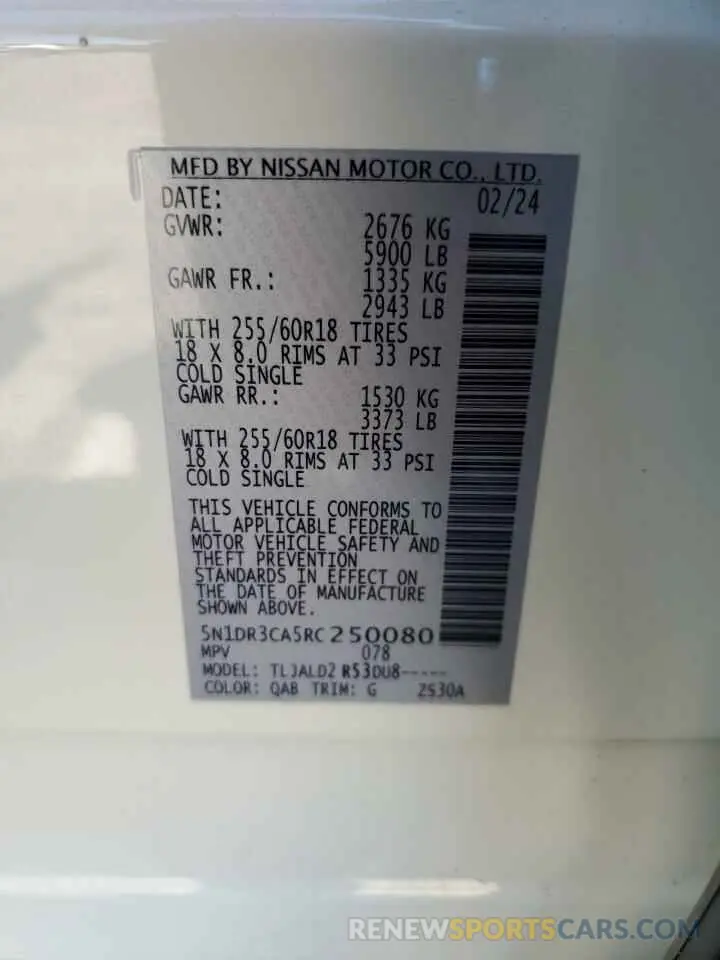 MFD BY NISSAN MOTOR CO., LTD.
DATE: 02/24
GVWR: 2676 KG
5900 LB
GAWR FR.: 1335 KG
2943 LB
WITH 255/60R18 TIRES
18 X 8.0 RIMS AT 33 PSI
COLD SINGLE
GAWR RR.: 1530 KG
3373 LB
WITH 255/60R18 TIRES
18 X 8.0 RIMS AT 33 PSI
COLD SINGLE
THIS VEHICLE CONFORMS TO
ALL APPLICABLE FEDERAL
MOTOR VEHICLE SAFETY AND
THEFT PREVENTION
STANDARDS IN EFFECT ON
THE DATE OF MANUFACTURE
SHOWN ABOVE.
5N1DR3CA5RC250080
MPV 078
MODEL: TLJALD2 R53DU8-----
COLOR: QAB TRIM: G 2S30A
RENEWSPORTSCARS.COM